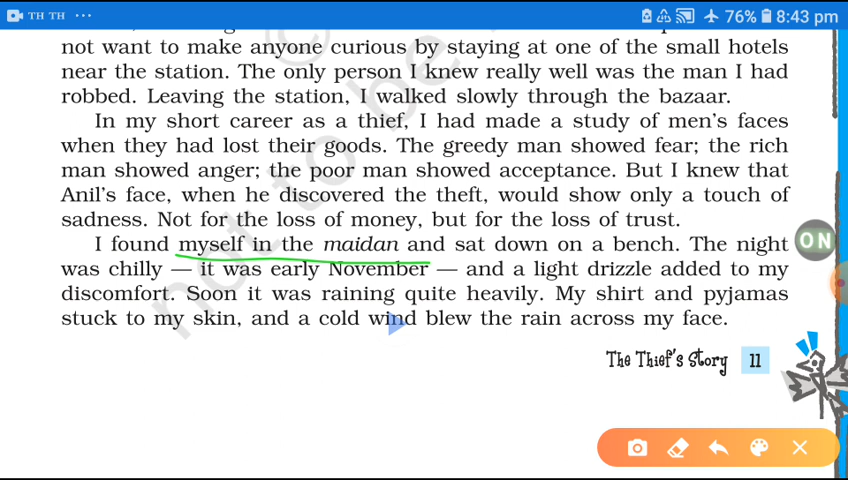 TH TH ... 76% 8:43 pm
not want to make anyone curious by staying at one of the small hotels
near the station. The only person I knew really well was the man I had
robbed. Leaving the station, I walked slowly through the bazaar.
In my short career as a thief, I had made a study of men's faces
when they had lost their goods. The greedy man showed fear; the rich
man showed anger; the poor man showed acceptance. But I knew that
Anil's face, when he discovered the theft, would show only a touch of
sadness. Not for the loss of money, but for the loss of trust.
I found myself in the maidan and sat down on a bench. The night
was chilly — it was early November — and a light drizzle added to my
discomfort. Soon it was raining quite heavily. My shirt and pyjamas
stuck to my skin, and a cold wind blew the rain across my face.
The Thief's Story 11
ON
© not to be